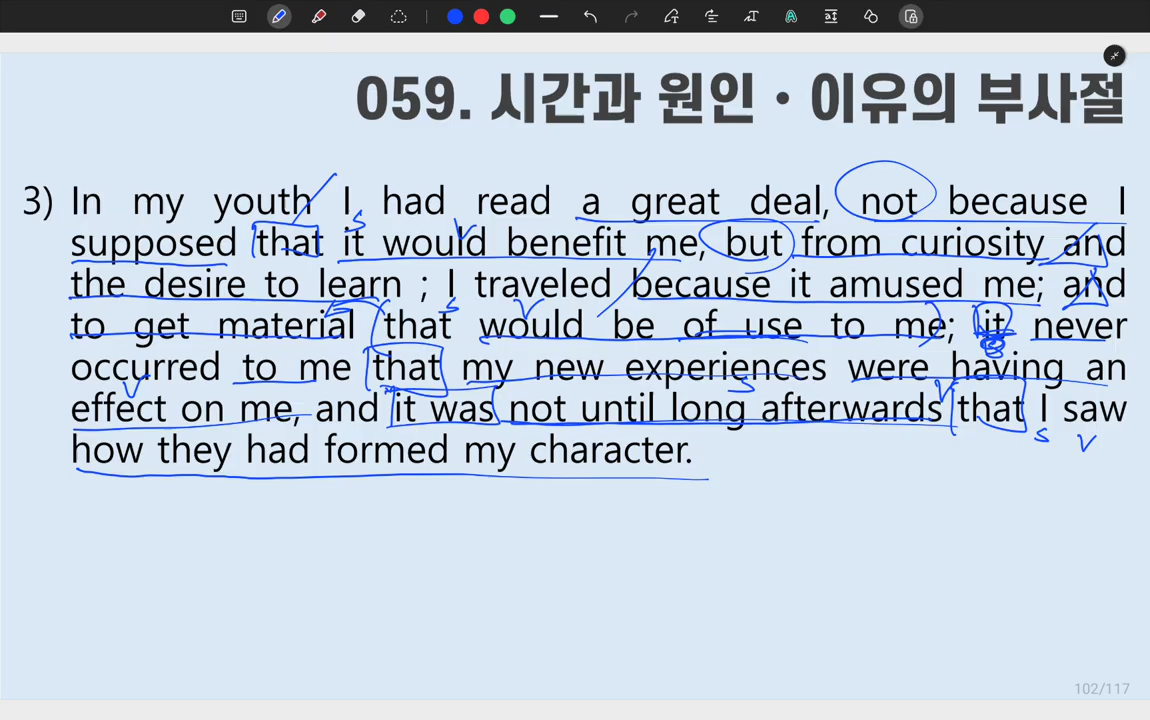 059. 시간과 원인·이유의 부사절
3) In my youth I had read a great deal, not because I
supposed that it would benefit me, but from curiosity and
the desire to learn ; I traveled because it amused me; and
to get material that would be of use to me; it never
occurred to me that my new experiences were having an
effect on me, and it was not until long afterwards that I saw
how they had formed my character.
S
V
S
V
V
S
V
S
V
102/117